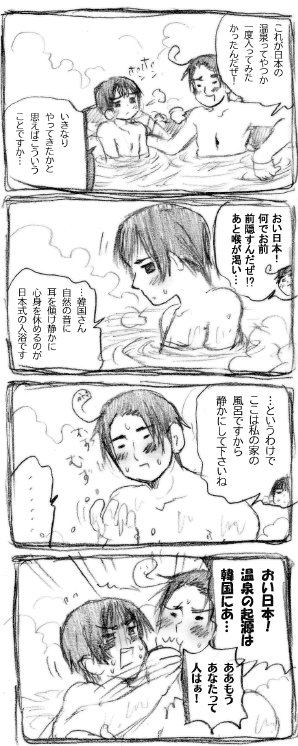 これが日本の
温泉ってやつか
一度入ってみた
かったんだぜ!
ホッホン
いきなり
やってきたかと
思えばこういう
ことですか…
おい日本!
何でお前
前隠すんだぜ!?
あと喉が渇い…
…韓国さん
自然の音に
耳を傾け静かに
心身を休めるのが
日本式の入浴です
…というわけで
ここは私の家の
風呂ですから
静かにして下さいね
……
おい日本!
温泉の起源は
韓国にあ…
ああもう
あなたって
人はぁ!